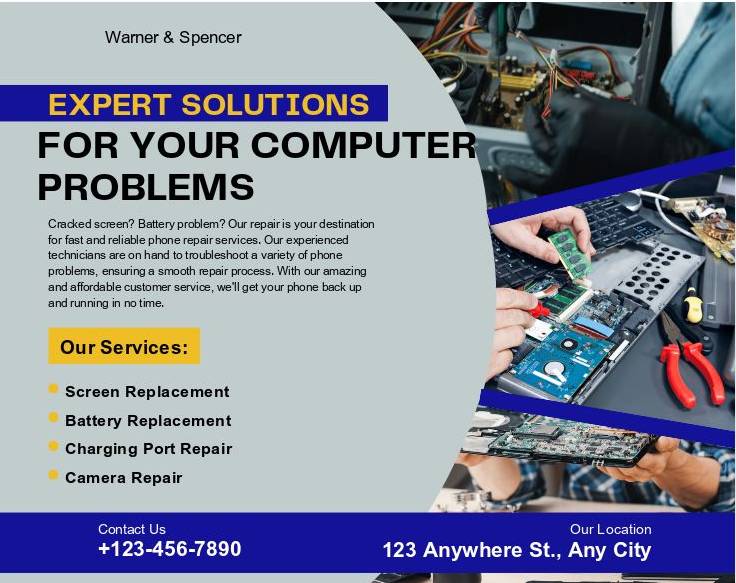 Warner & Spencer
EXPERT SOLUTIONS
FOR YOUR COMPUTER
PROBLEMS
Cracked screen? Battery problem? Our repair is your destination
for fast and reliable phone repair services. Our experienced
technicians are on hand to troubleshoot a variety of phone
problems, ensuring a smooth repair process. With our amazing
and affordable customer service, we'll get your phone back up
and running in no time.
Our Services:
Screen Replacement
Battery Replacement
Charging Port Repair
Camera Repair
Contact Us
+123-456-7890
Our Location
123 Anywhere St., Any City